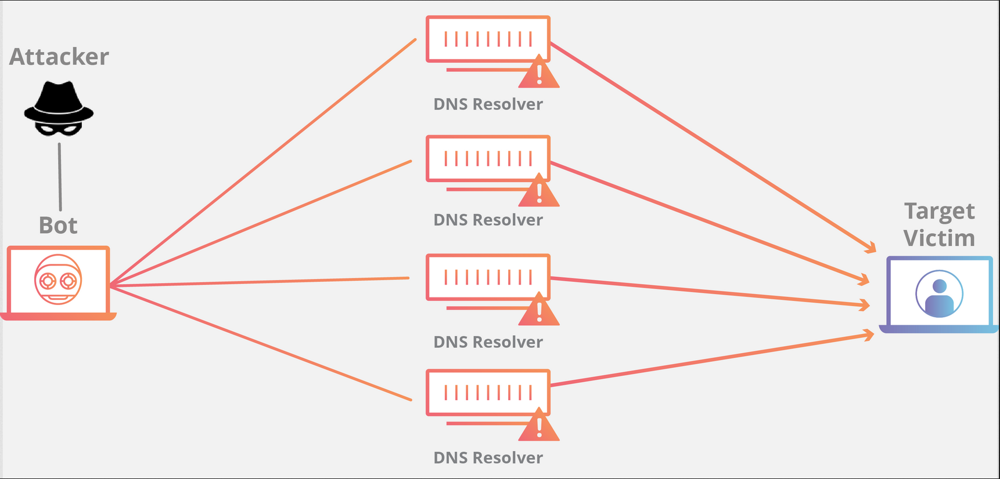 Attacker
Bot
DNS Resolver
DNS Resolver
DNS Resolver
DNS Resolver
Target
Victim